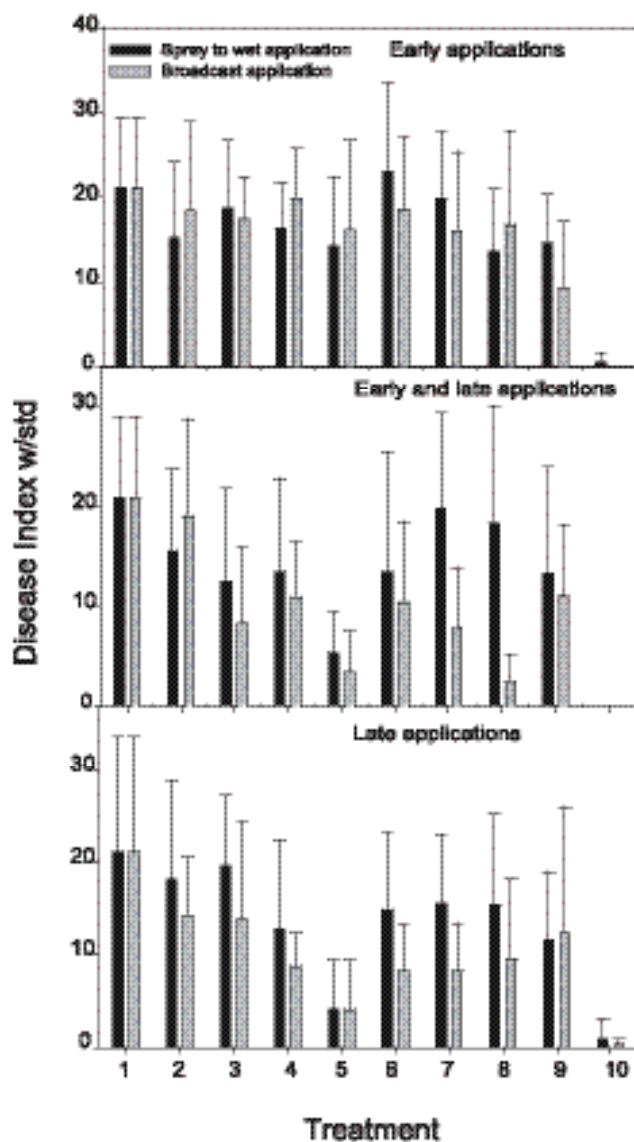 40
Spray to wet application
Early applications
Broadcast application
30
20
10
0
Early and late applications
30
20
10
0
Disease Index w/std
Late applications
30
20
10
0
1 2 3 4 5 6 7 8 9 10
Treatment